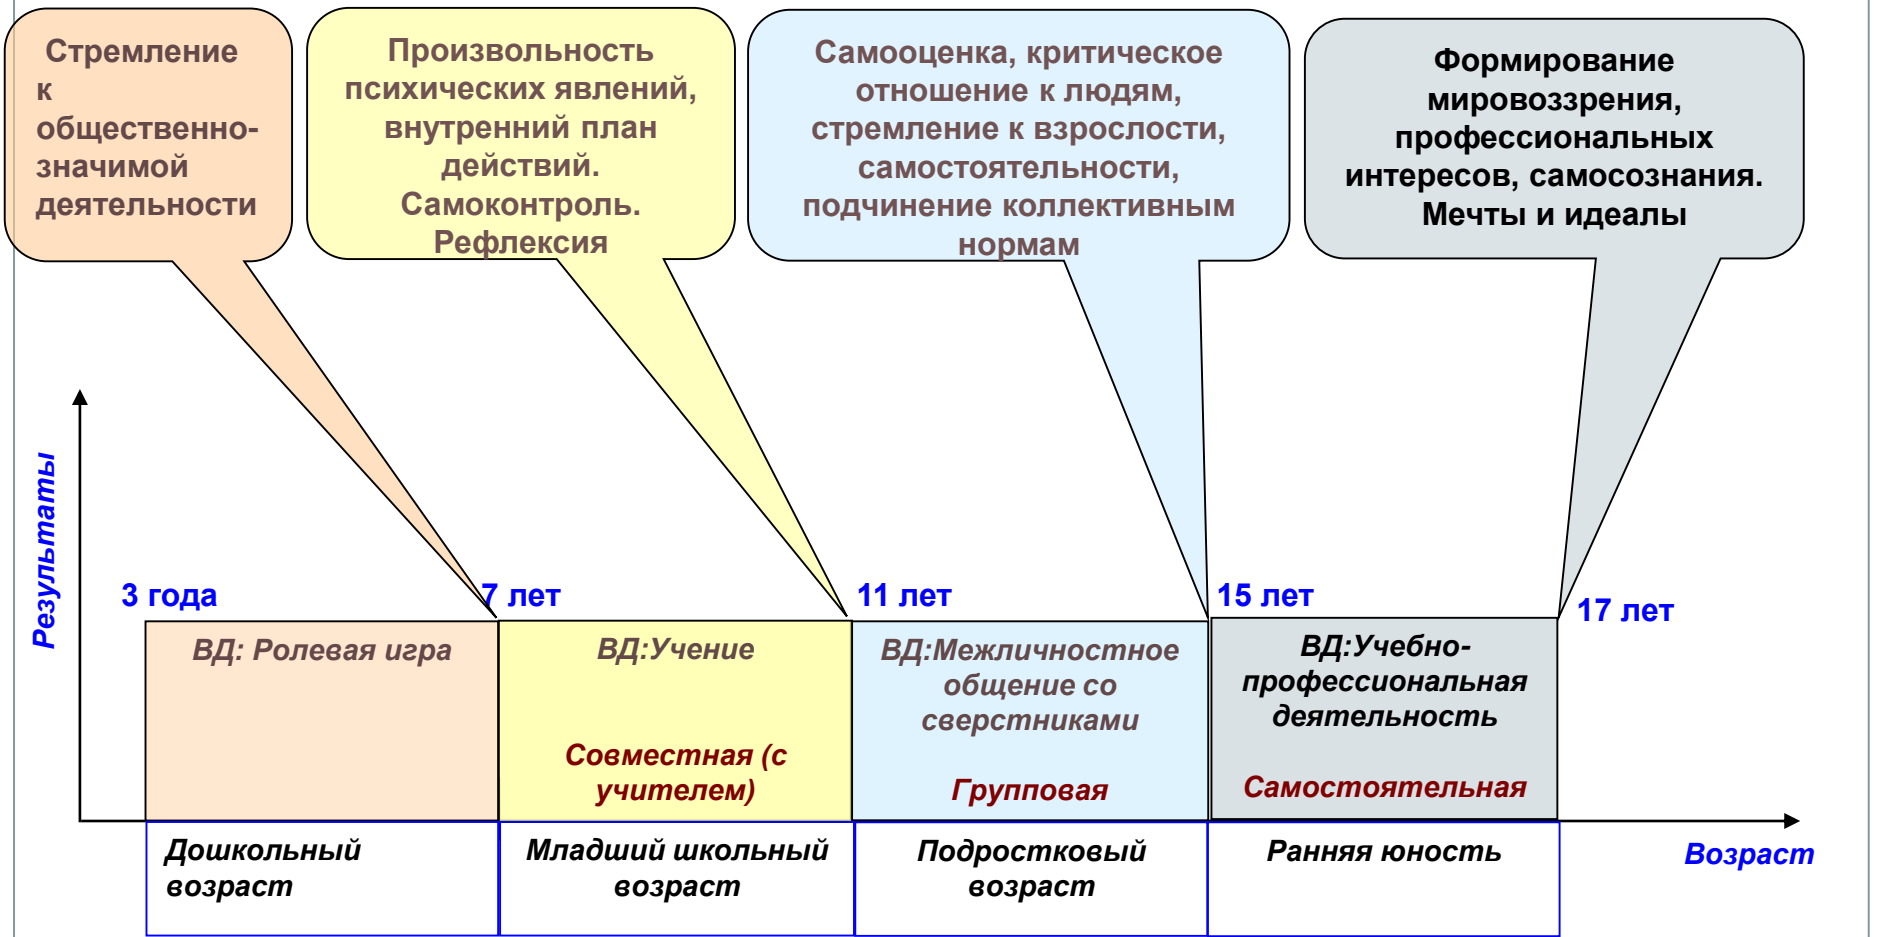 Стремление
к
общественно-
значимой
деятельности
Произвольность
психических явлений,
внутренний план
действий.
Самоконтроль.
Рефлексия
Самооценка, критическое
отношение к людям,
стремление к взрослости,
самостоятельности,
подчинение коллективным
нормам
Формирование
мировоззрения,
профессиональных
интересов, самосознания.
Мечты и идеалы
Результаты
3 года
7 лет
11 лет
15 лет
17 лет
ВД: Ролевая игра
ВД:Учение
Совместная (с
учителем)
ВД:Межличностное
общение со
сверстниками
Групповая
ВД:Учебно-
профессиональная
деятельность
Самостоятельная
Дошкольный
возраст
Младший школьный
возраст
Подростковый
возраст
Ранняя юность
Возраст